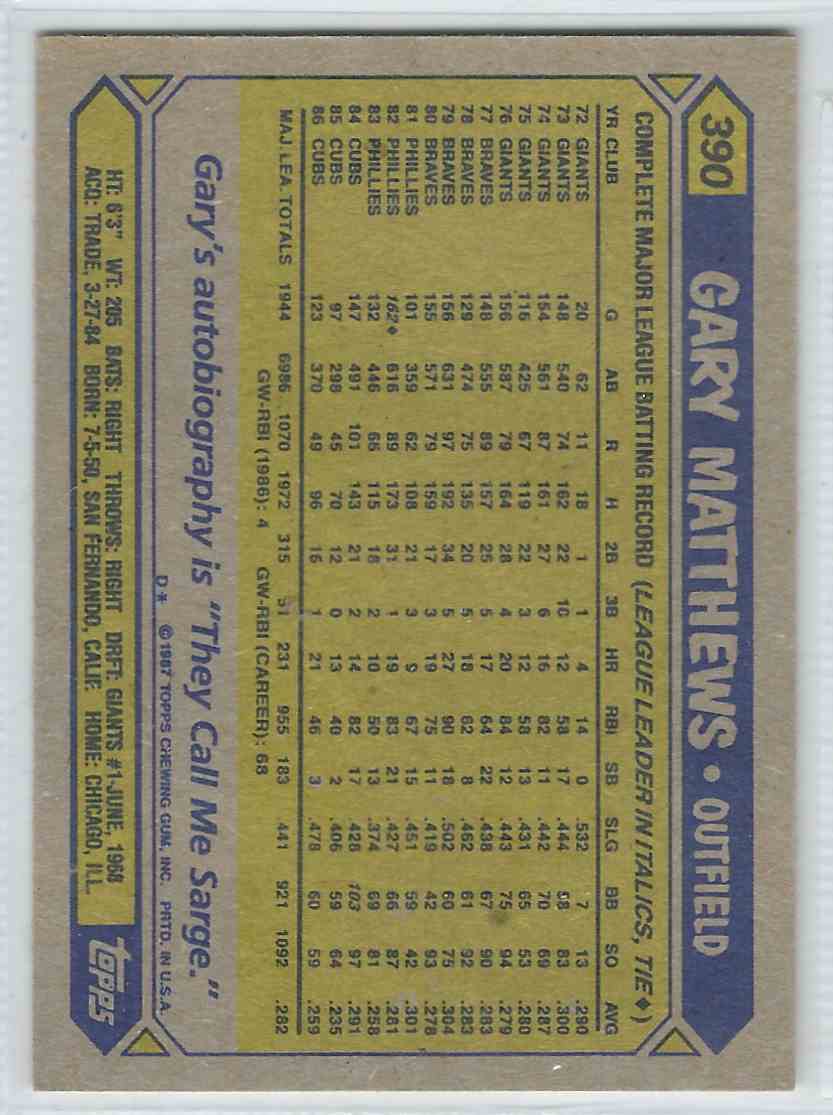 390 GARY MATTHEWS • OUTFIELD
COMPLETE MAJOR LEAGUE BATTING RECORD (LEAGUE LEADER IN ITALICS, TIE♦)
YR CLUB G AB R H 2B 3B HR RBI SB SLG BB SO AVG
72 GIANTS 20 62 11 18 1 1 4 14 0 .532 7 13 .290
73 GIANTS 148 540 74 162 22 10 12 58 17 .444 58 83 .300
74 GIANTS 154 561 87 161 27 6 16 82 11 .442 70 69 .287
75 GIANTS 116 425 67 119 22 3 12 58 13 .431 65 53 .280
76 GIANTS 156 587 79 164 28 4 20 84 12 .443 75 94 .279
77 BRAVES 148 555 89 157 25 5 17 64 22 .438 67 90 .283
78 BRAVES 129 474 75 135 20 5 18 62 8 .462 61 92 .283
79 BRAVES 156 631 97 192 34 5 27 90 18 .502 60 75 .304
80 BRAVES 155 571 79 159 17 3 19 75 11 .419 42 93 .278
81 PHILLIES 101 359 62 108 21 3 9 67 15 .451 59 42 .301
82 PHILLIES 162♦ 616 89 173 31 1 19 83 21 .427 66 87 .281
83 PHILLIES 132 446 66 115 18 2 10 50 13 .374 69 81 .258
84 CUBS 147 491 101 143 21 2 14 82 17 .428 103 97 .291
85 CUBS 97 298 45 70 12 0 13 40 2 .406 59 64 .235
86 CUBS 123 370 49 96 16 1 21 46 3 .478 60 59 .259
MAJ. LEA. TOTALS 1944 6986 1070 1972 315 51 231 955 183 .441 921 1092 .282
GW-RBI (1986): 4 GW-RBI (CAREER): 68
Gary's autobiography is "They Call Me Sarge."
D* © 1987 TOPPS CHEWING GUM, INC. PRTD. IN U.S.A.
HT: 6'3" WT: 205 BATS: RIGHT THROWS: RIGHT DRFT: GIANTS #1-JUNE, 1968
ACQ: TRADE, 3-27-84 BORN: 7-5-50, SAN FERNANDO, CALIF. HOME: CHICAGO, ILL.
TOPPS